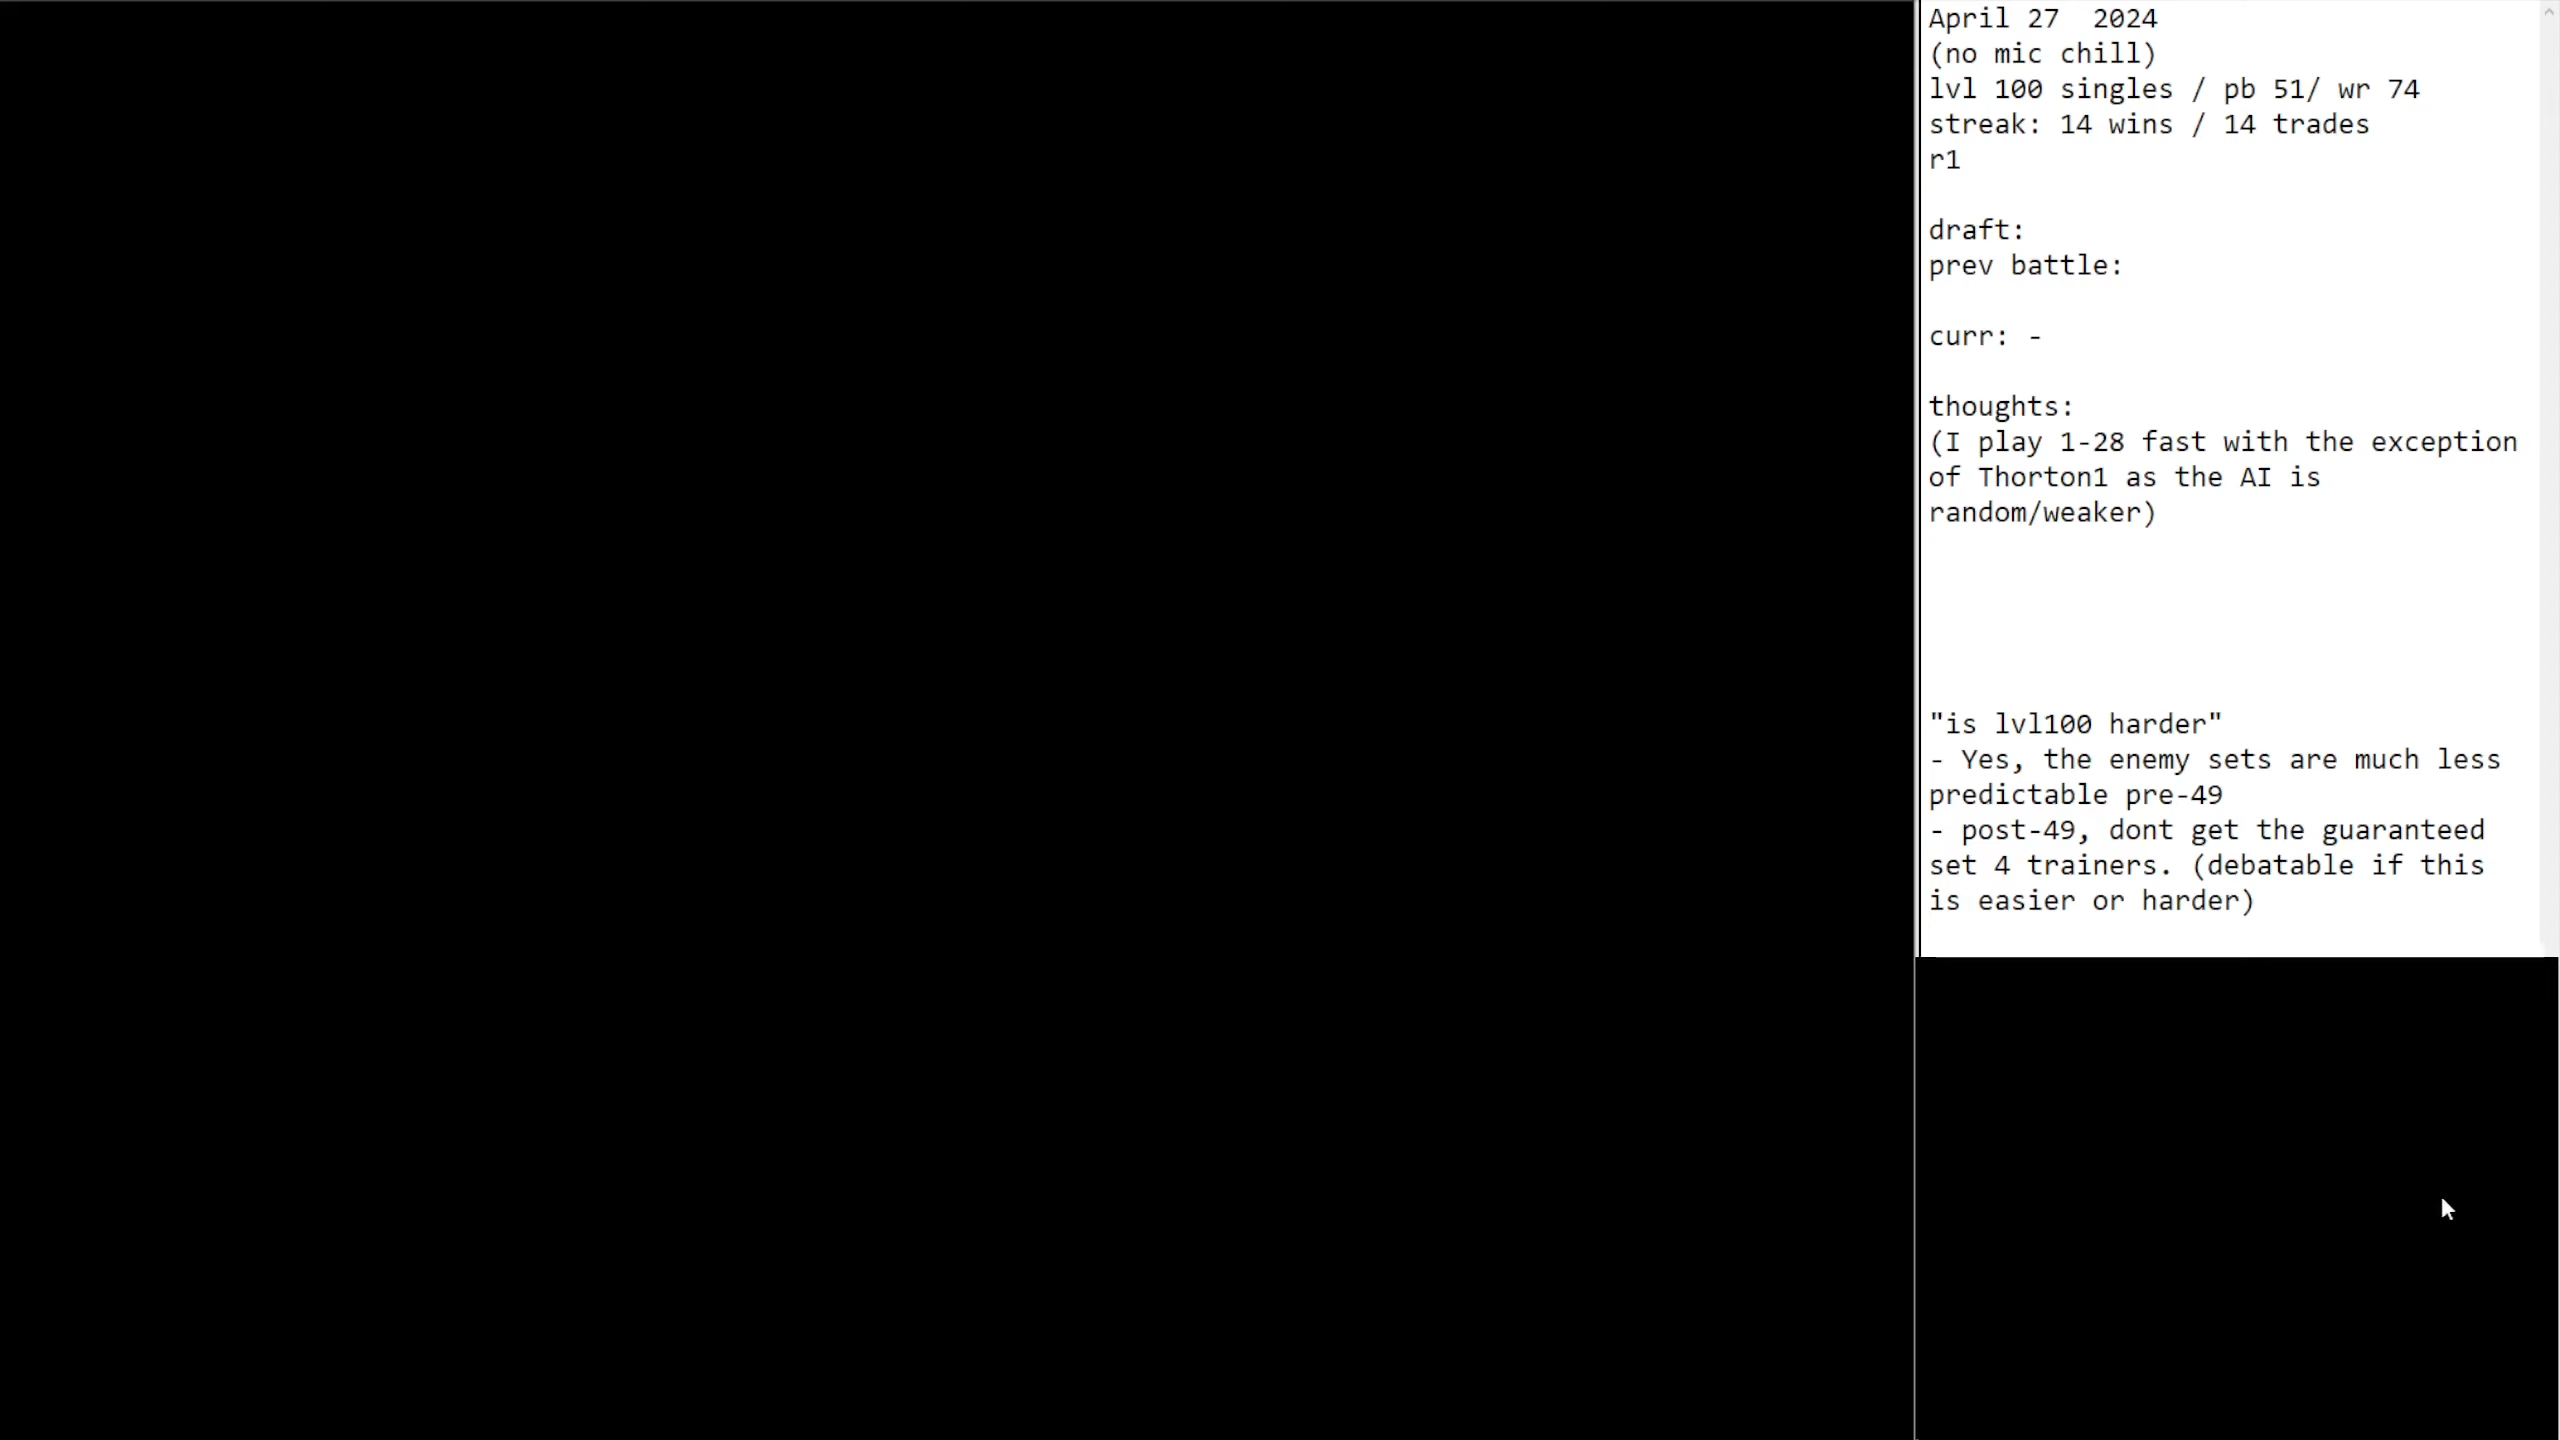 April 27  2024
(no mic chill)
lvl 100 singles / pb 51/ wr 74
streak: 14 wins / 14 trades
r1
draft:
prev battle:
curr: -
thoughts:
(I play 1-28 fast with the exception
of Thorton1 as the AI is
random/weaker)
"is lvl100 harder"
- Yes, the enemy sets are much less
predictable pre-49
- post-49, dont get the guaranteed
set 4 trainers. (debatable if this
is easier or harder)